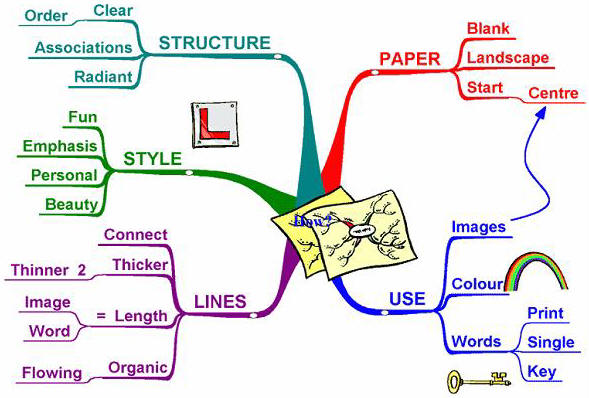 Order Clear
STRUCTURE
Associations
Radiant
PAPER
Blank
Landscape
Start Centre
L
Fun
Emphasis
STYLE
Personal
Beauty
How?
Connect
Thinner 2 Thicker
LINES
Image
= Length
Word
Flowing Organic
USE
Images
Colour
Words
Print
Single
Key